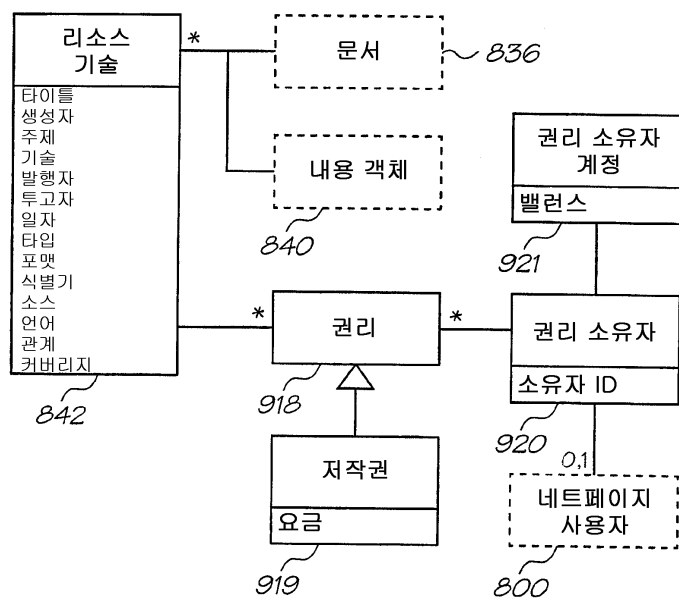 리소스
기술
타이틀
생성자
주제
기술
발행자
투고자
일자
타입
포맷
식별기
소스
언어
관계
커버리지
842
*
문서
836
내용 객체
840
권리 소유자
계정
밸런스
921
*
권리
918
*
권리 소유자
소유자 ID
920
저작권
요금
919
0,1
네트페이지
사용자
800